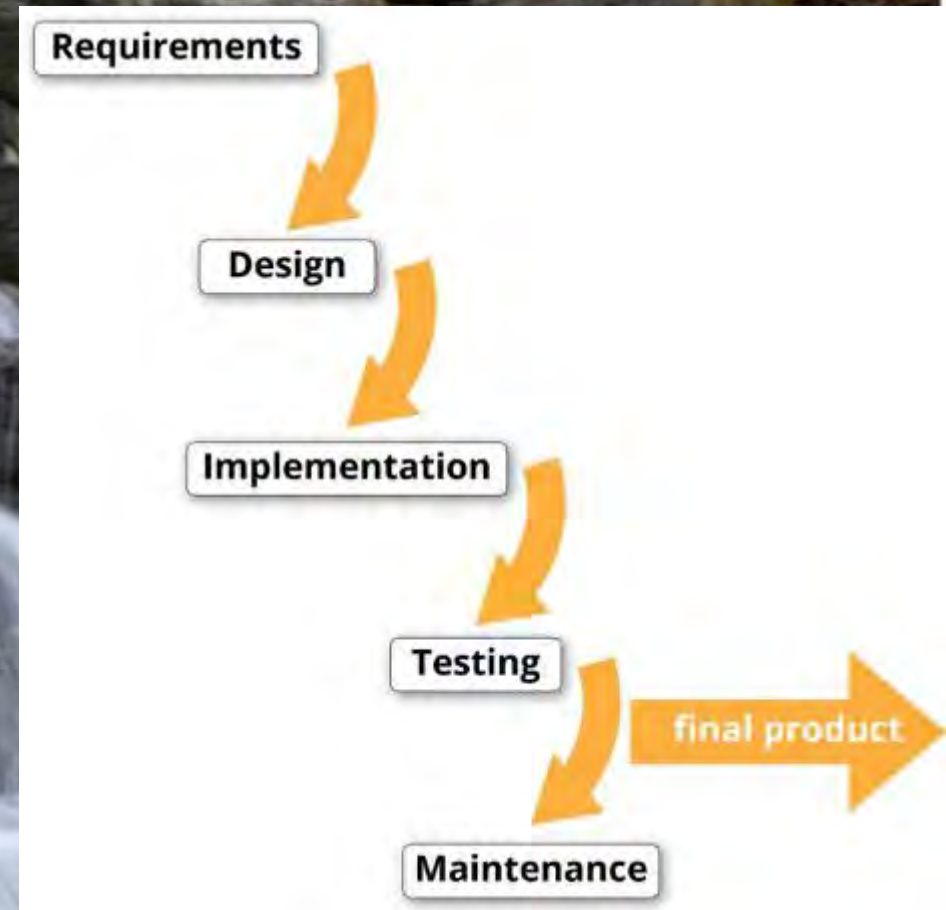 Requirements
Design
Implementation
Testing
final product
Maintenance